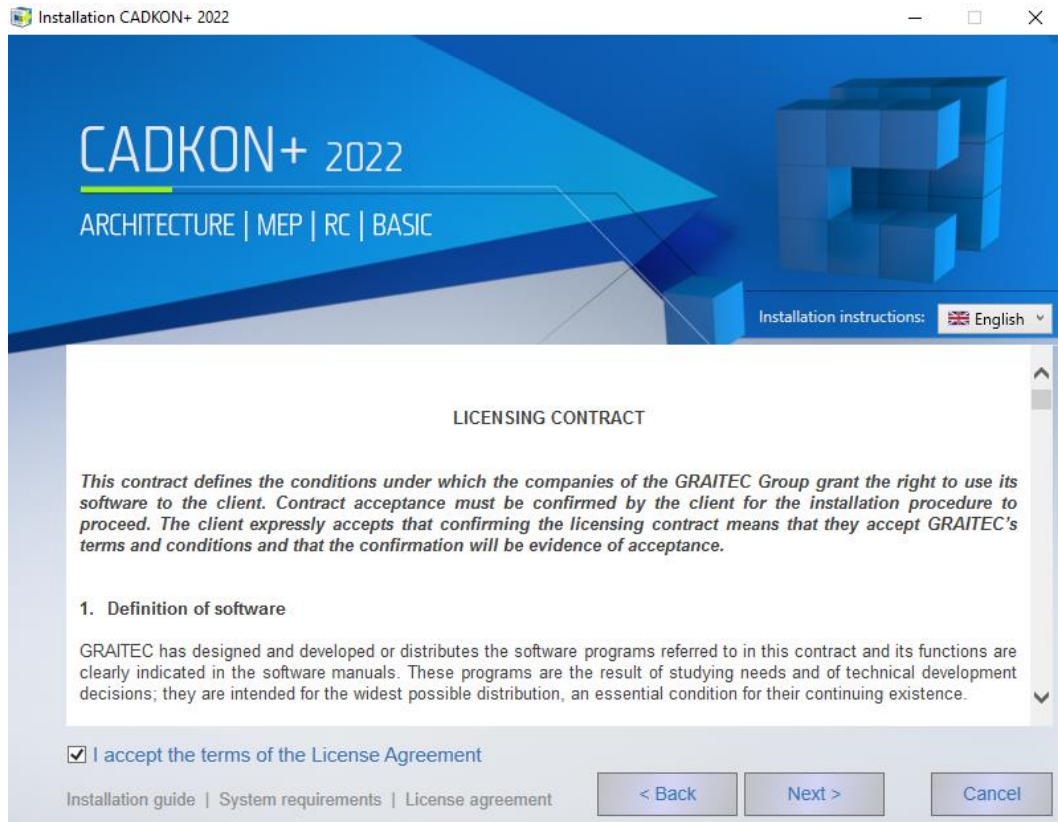 Installation CADKON+ 2022
CADKON+ 2022
ARCHITECTURE | MEP | RC | BASIC
Installation instructions: English
LICENSING CONTRACT
This contract defines the conditions under which the companies of the GRAITEC Group grant the right to use its
software to the client. Contract acceptance must be confirmed by the client for the installation procedure to
proceed. The client expressly accepts that confirming the licensing contract means that they accept GRAITEC's
terms and conditions and that the confirmation will be evidence of acceptance.
1. Definition of software
GRAITEC has designed and developed or distributes the software programs referred to in this contract and its functions are
clearly indicated in the software manuals. These programs are the result of studying needs and of technical development
decisions; they are intended for the widest possible distribution, an essential condition for their continuing existence.
I accept the terms of the License Agreement
Installation guide | System requirements | License agreement
< Back
Next >
Cancel